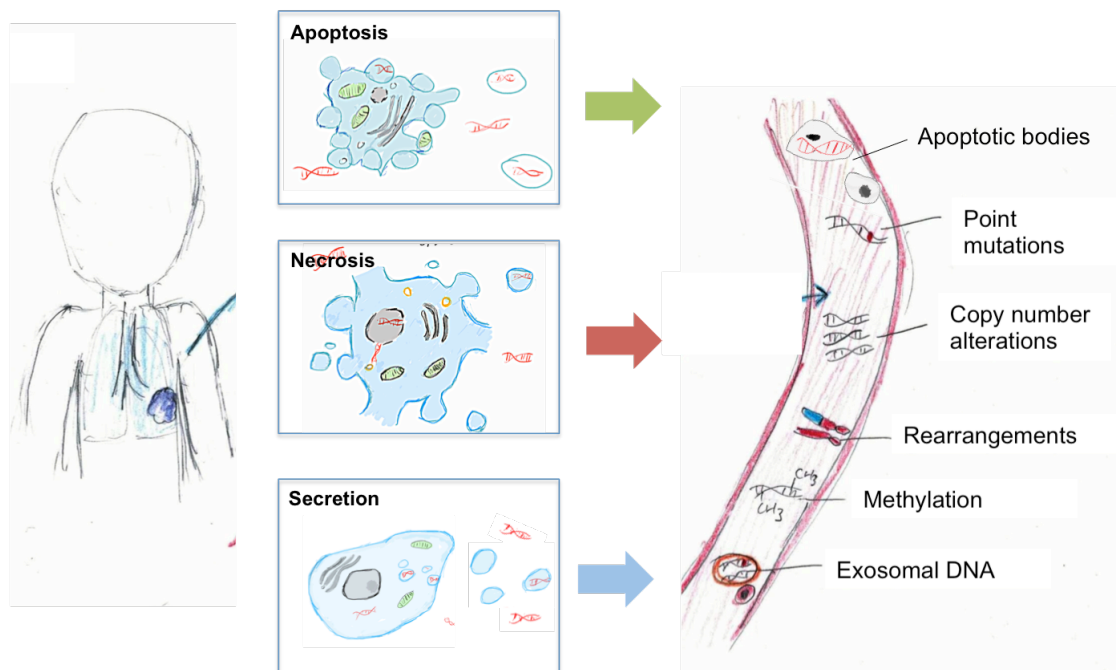 Apoptosis
Necrosis
Secretion
Apoptotic bodies
Point
mutations
Copy number
alterations
Rearrangements
CH3
Methylation
CH3
Exosomal DNA